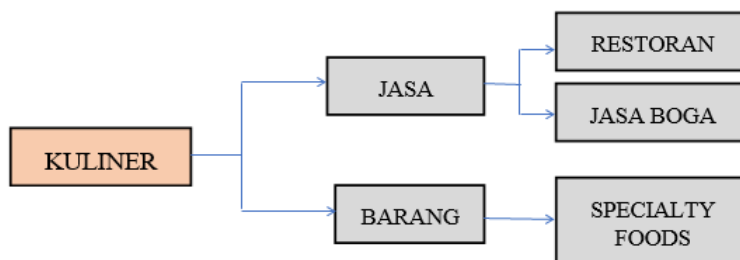 KULINER
JASA
RESTORAN
JASA BOGA
BARANG
SPECIALTY
FOODS